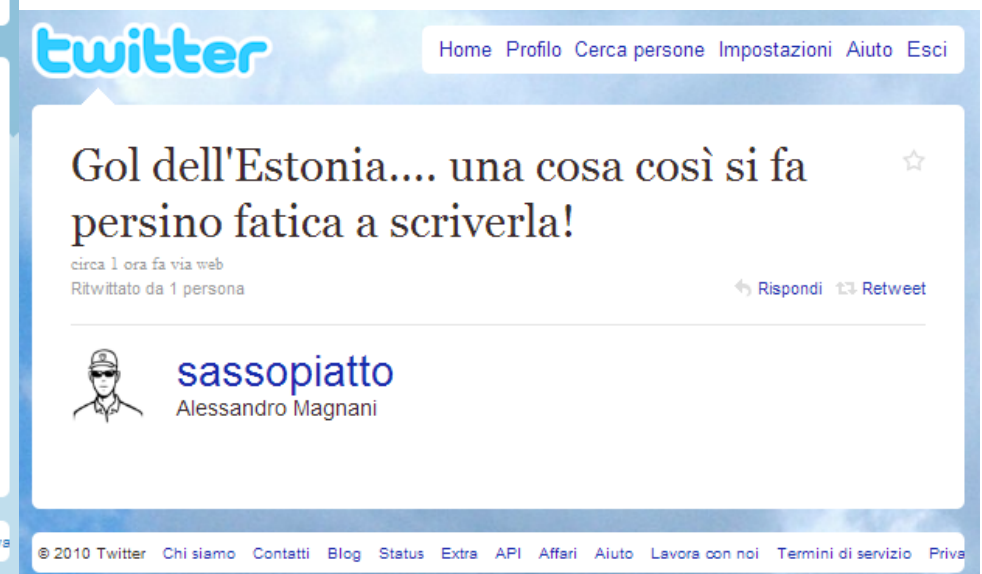 twitter
Home Profilo Cerca persone Impostazioni Aiuto Esci
Gol dell'Estonia.... una cosa così si fa
persino fatica a scriverla!
circa 1 ora fa via web
Ritwittato da 1 persona
Rispondi Retweet
sassopiatto
Alessandro Magnani
© 2010 Twitter Chi siamo Contatti Blog Status Extra API Affari Aiuto Lavora con noi Termini di servizio Priva